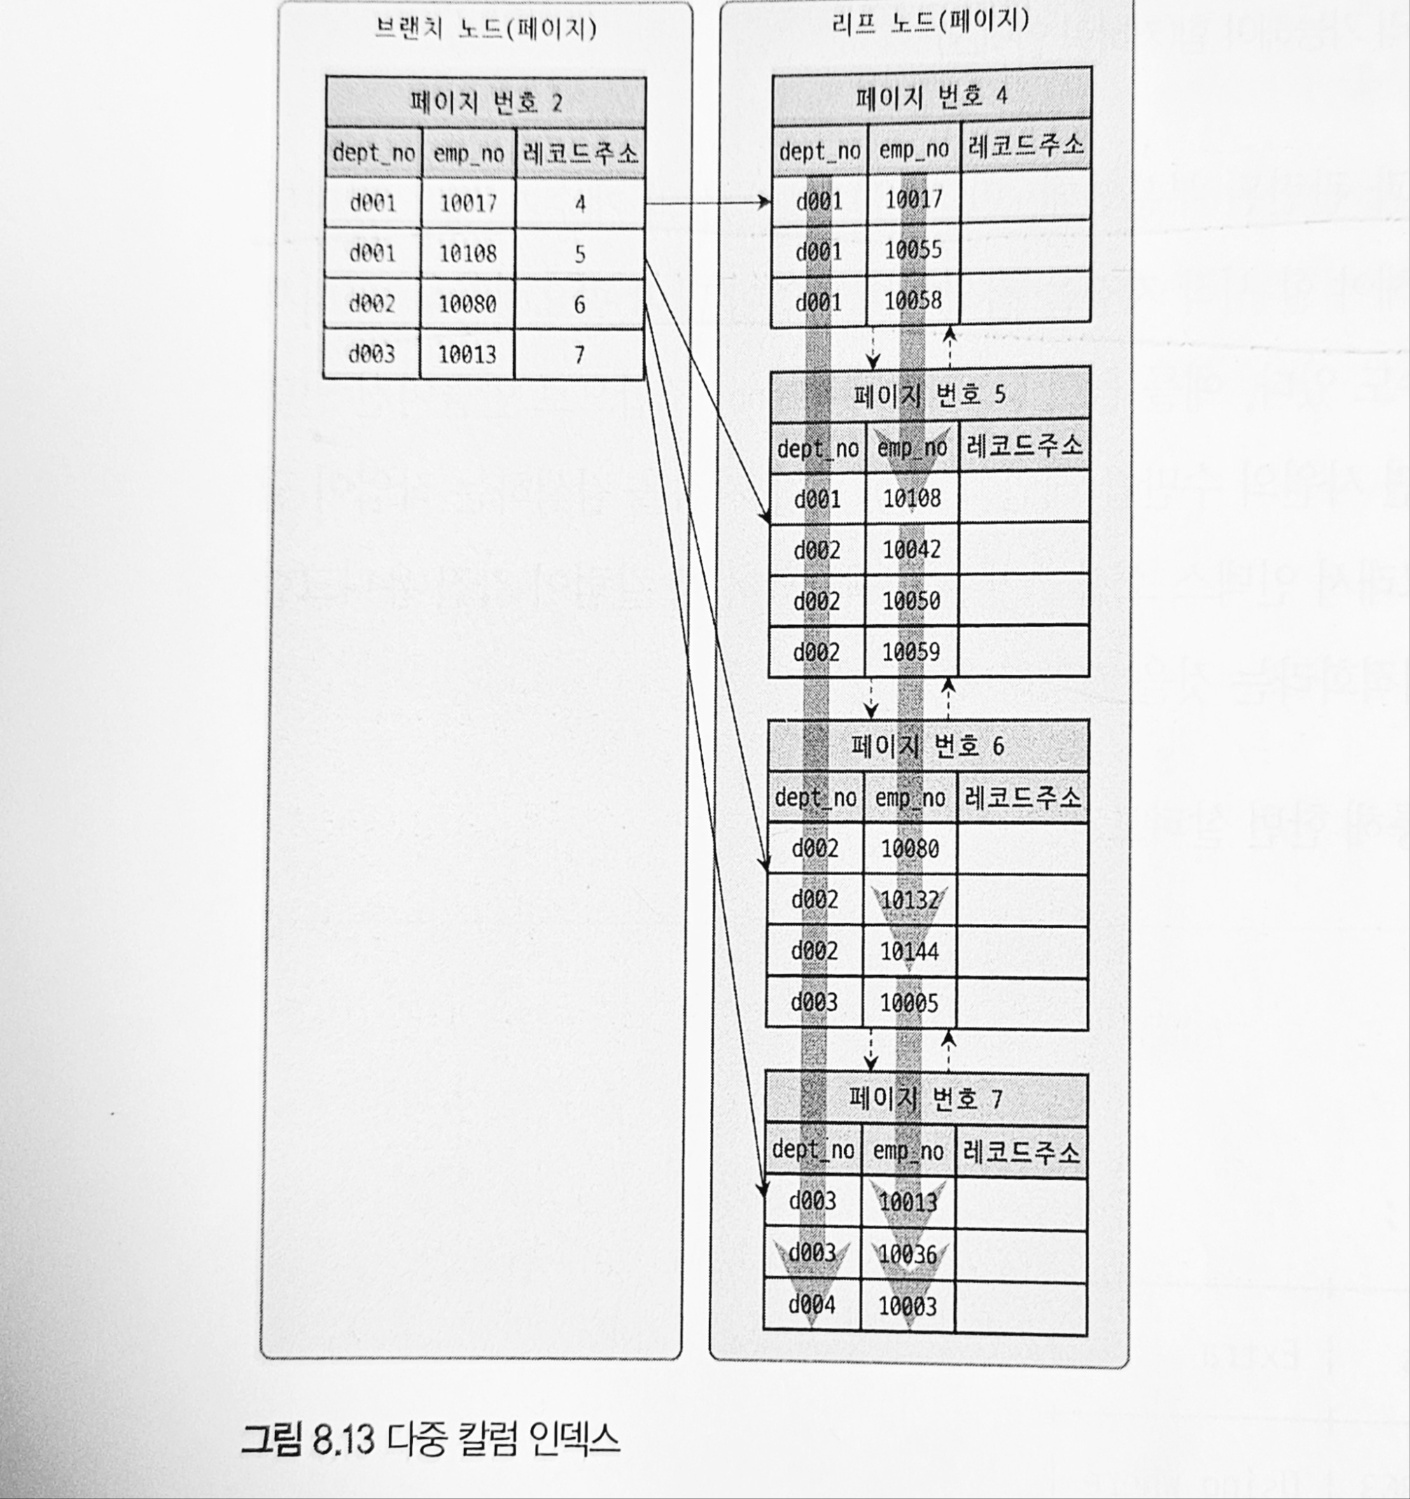 브랜치 노드(페이지)
페이지 번호 2
dept_no emp_no 레코드주소
d001 10017 4
d001 10108 5
d002 10080 6
d003 10013 7
리프 노드(페이지)
페이지 번호 4
dept_no emp_no 레코드주소
d001 10017
d001 10055
d001 10058
페이지 번호 5
dept_no emp_no 레코드주소
d001 10108
d002 10042
d002 10050
d002 10059
페이지 번호 6
dept_no emp_no 레코드주소
d002 10080
d002 10132
d002 10144
d003 10005
페이지 번호 7
dept_no emp_no 레코드주소
d003 10013
d003 10036
d004 10003
그림 8.13 다중 칼럼 인덱스